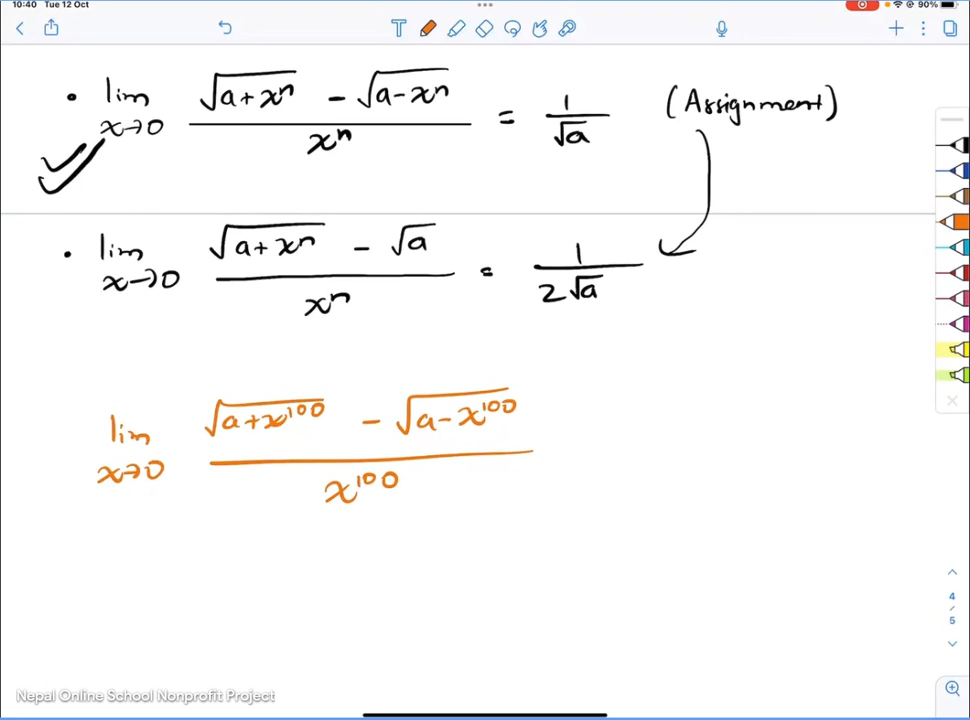 10:40 Tue 12 Oct 90%
T
• lim x→0 (√(a+xⁿ) − √(a−xⁿ)) / xⁿ = 1/√a (Assignment)
• lim x→0 (√(a+xⁿ) − √a) / xⁿ = 1/(2√a)
lim x→0 (√(a+x¹⁰⁰) − √(a−x¹⁰⁰)) / x¹⁰⁰
4
/
5
Nepal Online School Nonprofit Project